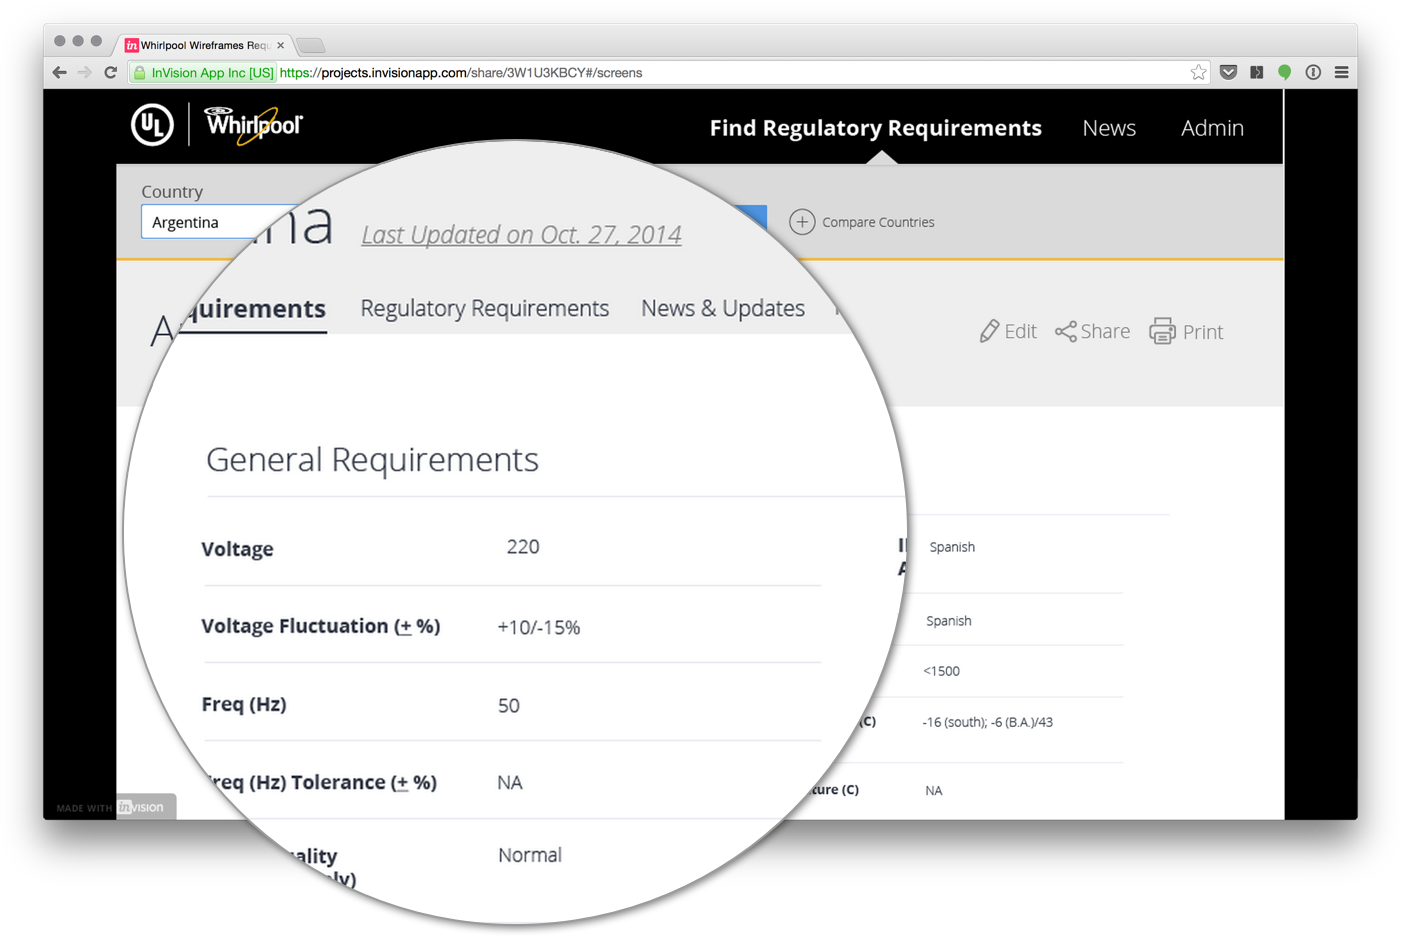 Whirlpool Wireframes Requ
InVision App Inc [US] https://projects.invisionapp.com/share/3W1U3KBCY#/screens
UL Whirlpool
Find Regulatory Requirements News Admin
Country
Argentina
Compare Countries
na Last Updated on Oct. 27, 2014
quirements Regulatory Requirements News & Updates
A
Edit Share Print
General Requirements
Voltage 220
Spanish
Voltage Fluctuation (± %) +10/-15%
Spanish
<1500
Freq (Hz) 50
(C) -16 (south); -6 (B.A.)/43
req (Hz) Tolerance (± %) NA
ture (C) NA
MADE WITH invision
ality Normal
ly)